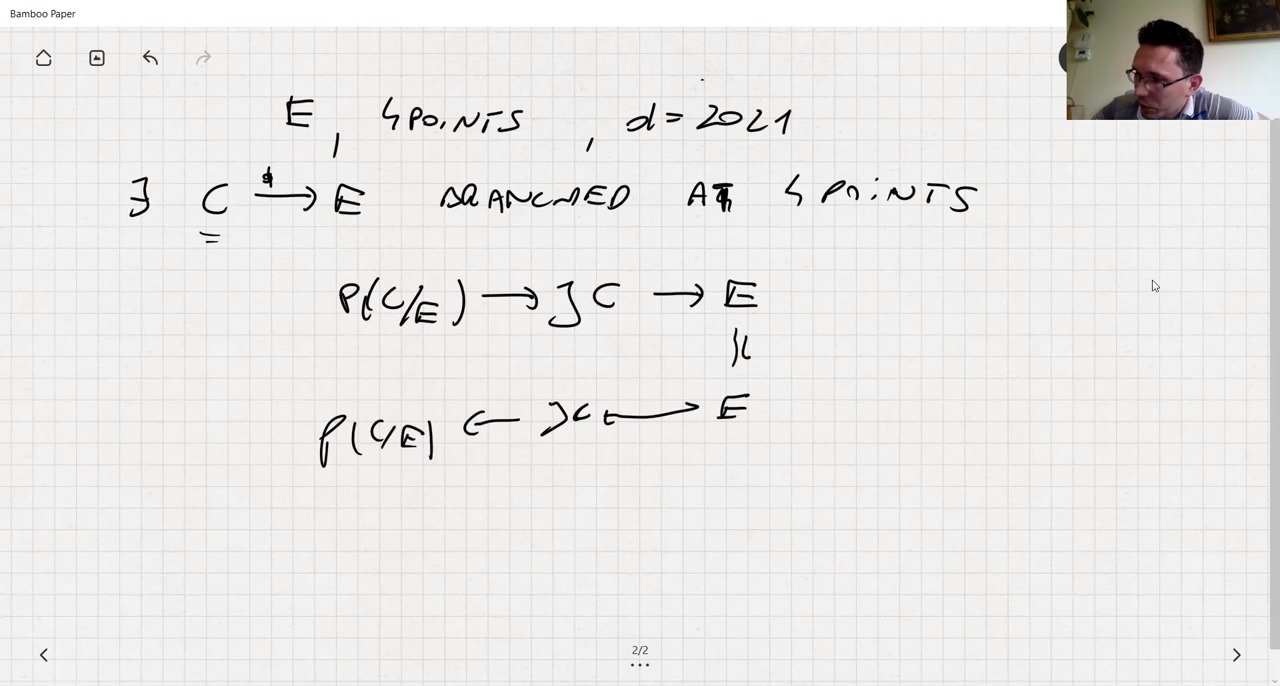 Bamboo Paper
E, 4 POINTS, d = 2021
∃ C → E BRANCHED AT 4 POINTS
P(C/E) → JC → E
P(C/E) ← JC ← E
2/2